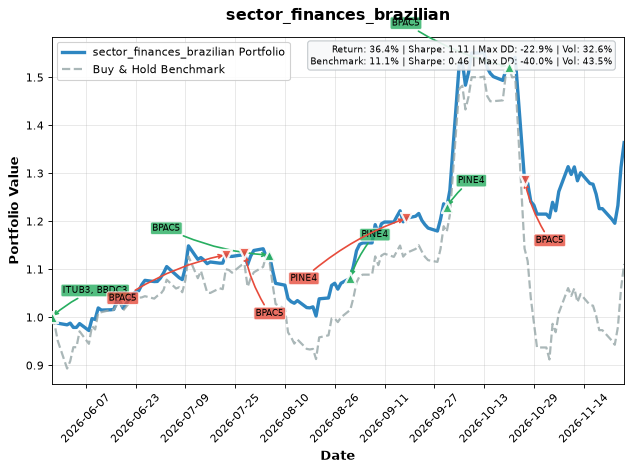 sector_finances_brazilian
BPAC5
sector_finances_brazilian Portfolio
Buy & Hold Benchmark
Return: 36.4% | Sharpe: 1.11 | Max DD: -22.9% | Vol: 32.6%
Benchmark: 11.1% | Sharpe: 0.46 | Max DD: -40.0% | Vol: 43.5%
1.5
1.4
1.3
1.2
1.1
1.0
0.9
Portfolio Value
PINE4
BPAC5
PINE4
BPAC5
PINE4
ITUB3, BBDC3
BPAC5
BPAC5
2026-06-07
2026-06-23
2026-07-09
2026-07-25
2026-08-10
2026-08-26
2026-09-11
2026-09-27
2026-10-13
2026-10-29
2026-11-14
Date